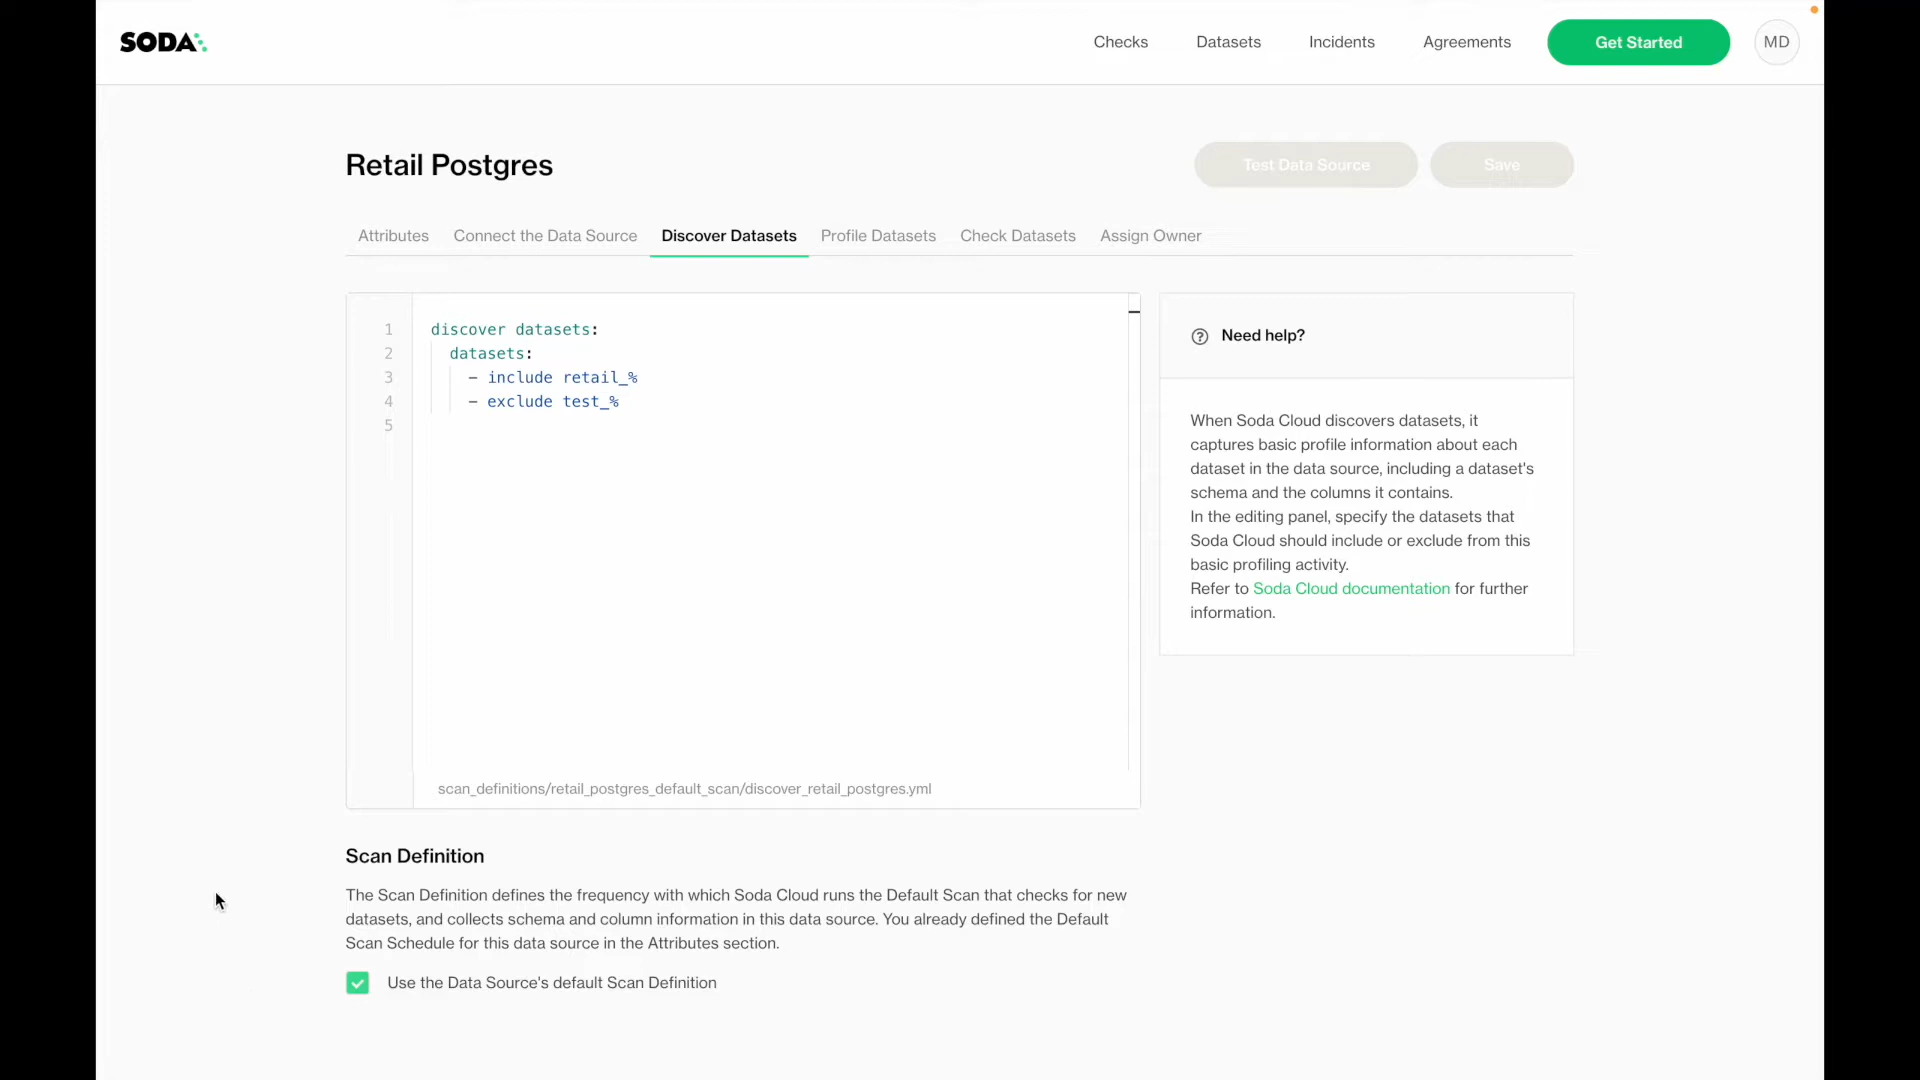 SODA
Checks
Datasets
Incidents
Agreements
Get Started
MD
Retail Postgres
Test Data Source
Save
Attributes
Connect the Data Source
Discover Datasets
Profile Datasets
Check Datasets
Assign Owner
1 discover datasets:
2 datasets:
3 - include retail_%
4 - exclude test_%
5
scan_definitions/retail_postgres_default_scan/discover_retail_postgres.yml
? Need help?
When Soda Cloud discovers datasets, it
captures basic profile information about each
dataset in the data source, including a dataset's
schema and the columns it contains.
In the editing panel, specify the datasets that
Soda Cloud should include or exclude from this
basic profiling activity.
Refer to Soda Cloud documentation for further
information.
Scan Definition
The Scan Definition defines the frequency with which Soda Cloud runs the Default Scan that checks for new
datasets, and collects schema and column information in this data source. You already defined the Default
Scan Schedule for this data source in the Attributes section.
Use the Data Source's default Scan Definition